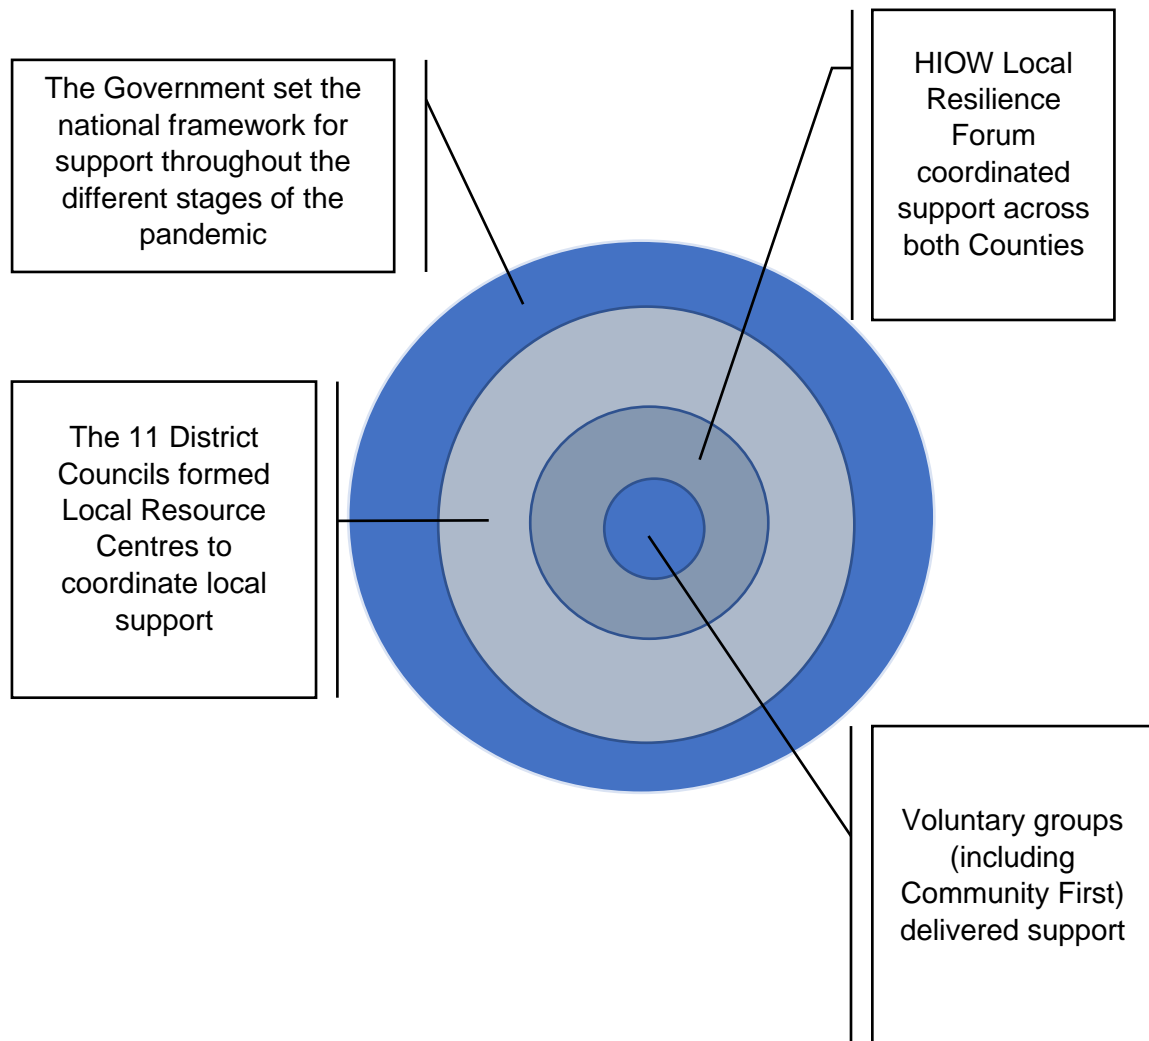 The Government set the
national framework for
support throughout the
different stages of the
pandemic
HIOW Local
Resilience
Forum
coordinated
support across
both Counties
The 11 District
Councils formed
Local Resource
Centres to
coordinate local
support
Voluntary groups
(including
Community First)
delivered support